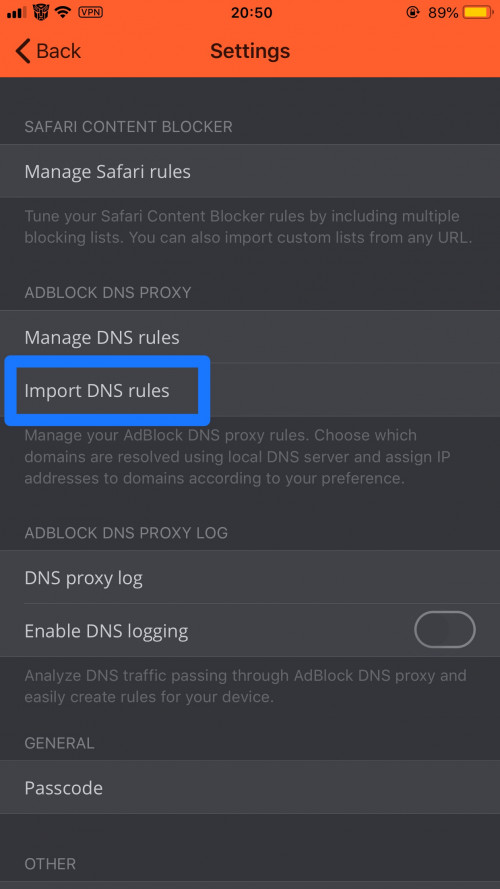 VPN 20:50 89%
Back Settings
SAFARI CONTENT BLOCKER
Manage Safari rules
Tune your Safari Content Blocker rules by including multiple
blocking lists. You can also import custom lists from any URL.
ADBLOCK DNS PROXY
Manage DNS rules
Import DNS rules
Manage your AdBlock DNS proxy rules. Choose which
domains are resolved using local DNS server and assign IP
addresses to domains according to your preference.
ADBLOCK DNS PROXY LOG
DNS proxy log
Enable DNS logging
Analyze DNS traffic passing through AdBlock DNS proxy and
easily create rules for your device.
GENERAL
Passcode
OTHER